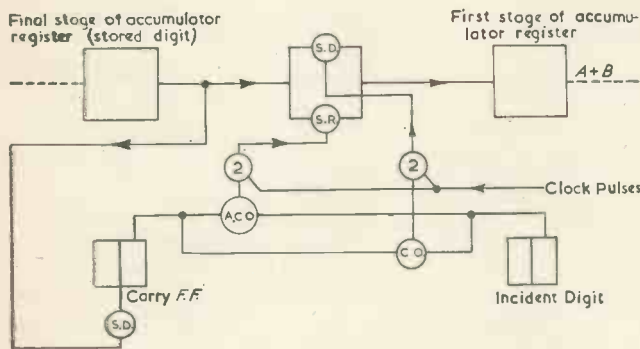 Final stage of accumulator
register (stored digit)
First stage of accumu-
lator register
A+B
S.D.
S.R.
2
2
Clock Pulses
A.C.O
C O
Carry F.F.
Incident Digit
S.D.